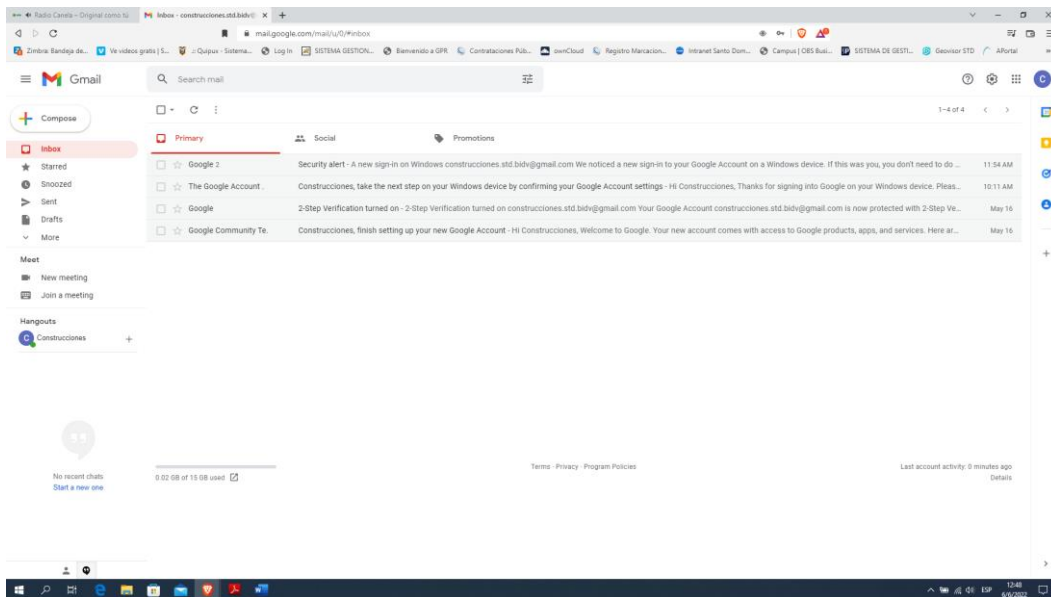 Radio Canela - Original como tú
Inbox - construcciones.std.bidv@
mail.google.com/mail/u/0/#inbox
Zimbra: Bandeja de...
Ve videos gratis | S...
.: Quipux - Sistema...
Log In
SISTEMA GESTION...
Bienvenido a GPR
Contrataciones Púb...
ownCloud
Registro Marcacion...
Intranet Santo Dom...
Campus | OBS Busi...
SISTEMA DE GESTI...
Geovisor STD
APortal
Gmail
Search mail
C
Compose
1–4 of 4
Inbox
Starred
Snoozed
Sent
Drafts
More
Primary
Social
Promotions
Google 2 Security alert - A new sign-in on Windows construcciones.std.bidv@gmail.com We noticed a new sign-in to your Google Account on a Windows device. If this was you, you don't need to do ... 11:54 AM
The Google Account . Construcciones, take the next step on your Windows device by confirming your Google Account settings - Hi Construcciones, Thanks for signing into Google on your Windows device. Pleas... 10:11 AM
Google 2-Step Verification turned on - 2-Step Verification turned on construcciones.std.bidv@gmail.com Your Google Account construcciones.std.bidv@gmail.com is now protected with 2-Step Ve... May 16
Google Community Te. Construcciones, finish setting up your new Google Account - Hi Construcciones, Welcome to Google. Your new account comes with access to Google products, apps, and services. Here ar... May 16
Meet
New meeting
Join a meeting
Hangouts
C Construcciones
No recent chats
Start a new one
0.02 GB of 15 GB used
Terms · Privacy · Program Policies
Last account activity: 0 minutes ago
Details
ESP
12:48
6/6/2022